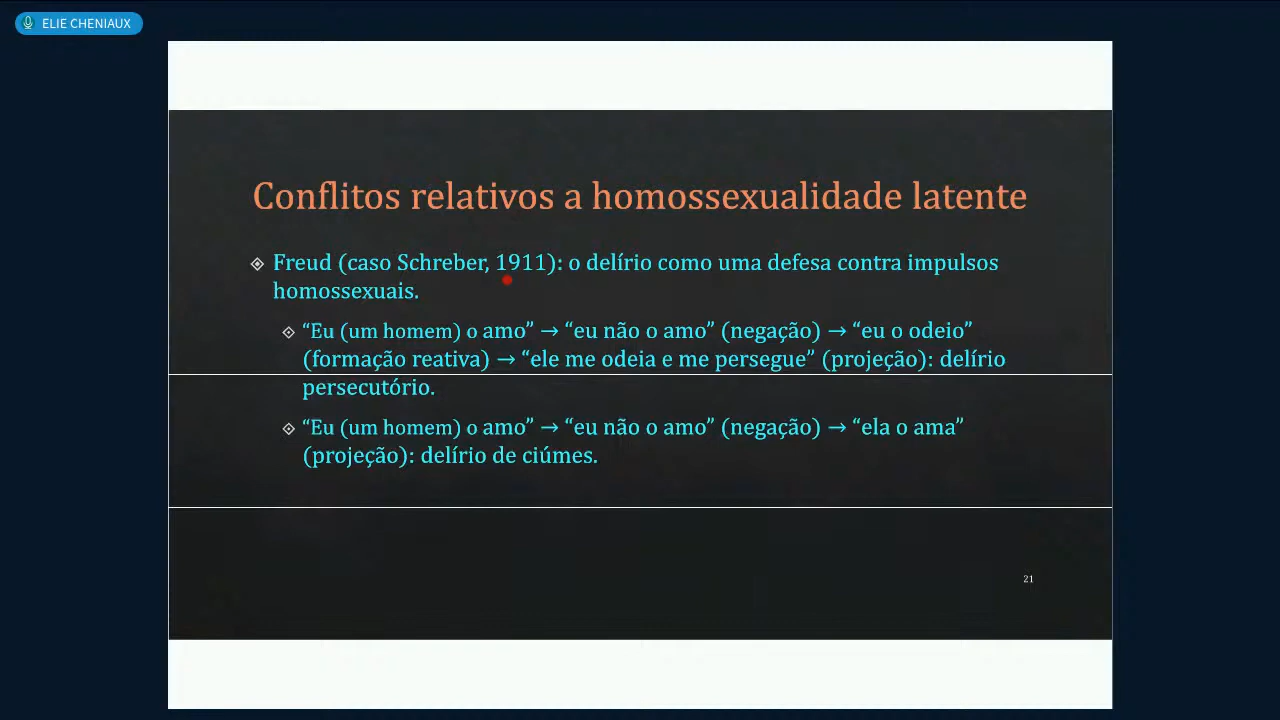 ELIE CHENIAUX
Conflitos relativos a homossexualidade latente
Freud (caso Schreber, 1911): o delírio como uma defesa contra impulsos
homossexuais.
“Eu (um homem) o amo” → “eu não o amo” (negação) → “eu o odeio”
(formação reativa) → “ele me odeia e me persegue” (projeção): delírio
persecutório.
“Eu (um homem) o amo” → “eu não o amo” (negação) → “ela o ama”
(projeção): delírio de ciúmes.
21